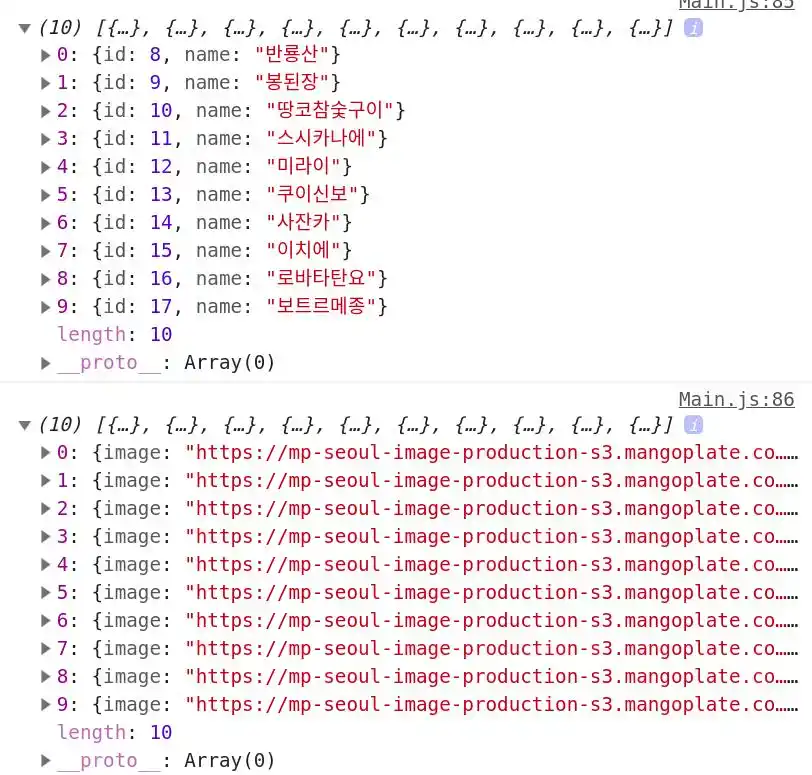 Main.js:85
(10) [{…}, {…}, {…}, {…}, {…}, {…}, {…}, {…}, {…}, {…}] i
0: {id: 8, name: "반룡산"}
1: {id: 9, name: "봉된장"}
2: {id: 10, name: "땅코참숯구이"}
3: {id: 11, name: "스시카나에"}
4: {id: 12, name: "미라이"}
5: {id: 13, name: "쿠이신보"}
6: {id: 14, name: "사잔카"}
7: {id: 15, name: "이치에"}
8: {id: 16, name: "로바타탄요"}
9: {id: 17, name: "보트르메종"}
length: 10
__proto__: Array(0)
Main.js:86
(10) [{…}, {…}, {…}, {…}, {…}, {…}, {…}, {…}, {…}, {…}] i
0: {image: "https://mp-seoul-image-production-s3.mangoplate.co……
1: {image: "https://mp-seoul-image-production-s3.mangoplate.co……
2: {image: "https://mp-seoul-image-production-s3.mangoplate.co……
3: {image: "https://mp-seoul-image-production-s3.mangoplate.co……
4: {image: "https://mp-seoul-image-production-s3.mangoplate.co……
5: {image: "https://mp-seoul-image-production-s3.mangoplate.co……
6: {image: "https://mp-seoul-image-production-s3.mangoplate.co……
7: {image: "https://mp-seoul-image-production-s3.mangoplate.co……
8: {image: "https://mp-seoul-image-production-s3.mangoplate.co……
9: {image: "https://mp-seoul-image-production-s3.mangoplate.co……
length: 10
__proto__: Array(0)